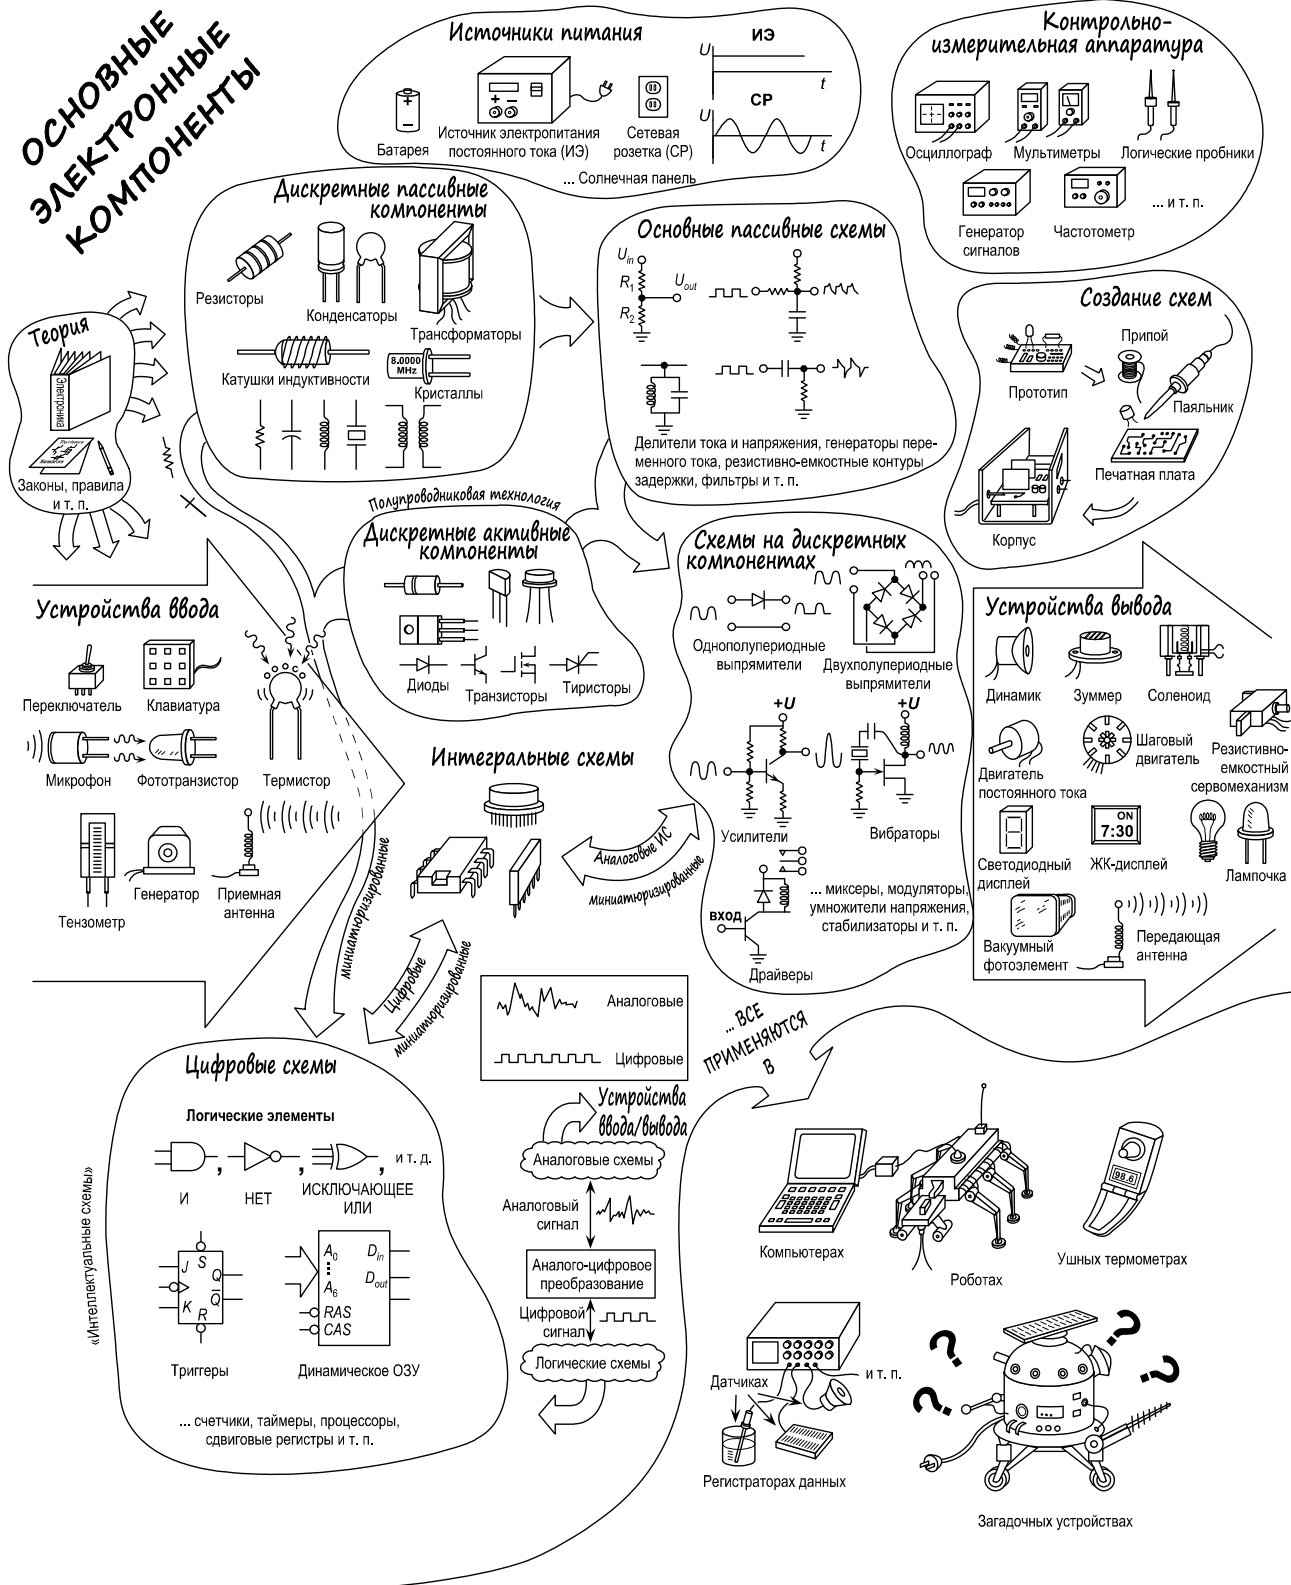 ОСНОВНЫЕ
ЭЛЕКТРОННЫЕ
КОМПОНЕНТЫ
Источники питания
Батарея
+ −
Источник электропитания
постоянного тока (ИЭ)
Сетевая
розетка (СР)
... Солнечная панель
ИЭ
U
t
СР
U
t
Контрольно-
измерительная аппаратура
Осциллограф
Мультиметры
Логические пробники
Генератор
сигналов
Частотометр
... и т. п.
Дискретные пассивные
компоненты
Резисторы
Конденсаторы
Трансформаторы
Катушки индуктивности
8.0000
MHz
Кристаллы
Основные пассивные схемы
Uin
R1
R2
Uout
Делители тока и напряжения, генераторы пере-
менного тока, резистивно-емкостные контуры
задержки, фильтры и т. п.
Создание схем
Прототип
Припой
Паяльник
Печатная плата
Корпус
Теория
Электроника
Законы, правила
и т. п.
Полупроводниковая технология
Дискретные активные
компоненты
Диоды
Транзисторы
Тиристоры
Схемы на дискретных
компонентах
Однополупериодные
выпрямители
Двухполупериодные
выпрямители
+U
Усилители
+U
Вибраторы
вход
Драйверы
... миксеры, модуляторы,
умножители напряжения,
стабилизаторы и т. п.
Устройства ввода
Переключатель
Клавиатура
Микрофон
Фототранзистор
Термистор
Тензометр
Генератор
Приемная
антенна
Интегральные схемы
Аналоговые ИС
миниатюризированные
миниатюризированные
Цифровые
миниатюризированные
Устройства вывода
Динамик
Зуммер
Соленоид
Двигатель
постоянного тока
Шаговый
двигатель
Резистивно-
емкостный
сервомеханизм
Светодиодный
дисплей
ON
7:30
ЖК-дисплей
Лампочка
Вакуумный
фотоэлемент
Передающая
антенна
Аналоговые
Цифровые
... ВСЕ
ПРИМЕНЯЮТСЯ
В
Цифровые схемы
«Интеллектуальные схемы»
Логические элементы
, , , и т. д.
И
НЕТ
ИСКЛЮЧАЮЩЕЕ
ИЛИ
J S Q
K R Q̅
Триггеры
A0
A6
RAS
CAS
Din
Dout
Динамическое ОЗУ
... счетчики, таймеры, процессоры,
сдвиговые регистры и т. п.
Устройства
ввода/вывода
Аналоговые схемы
Аналоговый
сигнал
Аналого-цифровое
преобразование
Цифровой
сигнал
Логические схемы
Компьютерах
Роботах
98.6
Ушных термометрах
Датчиках
и т. п.
Регистраторах данных
? ? ? ?
Загадочных устройствах